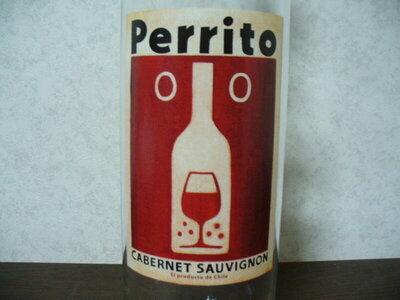 Perrito
CABERNET SAUVIGNON
El producto de Chile